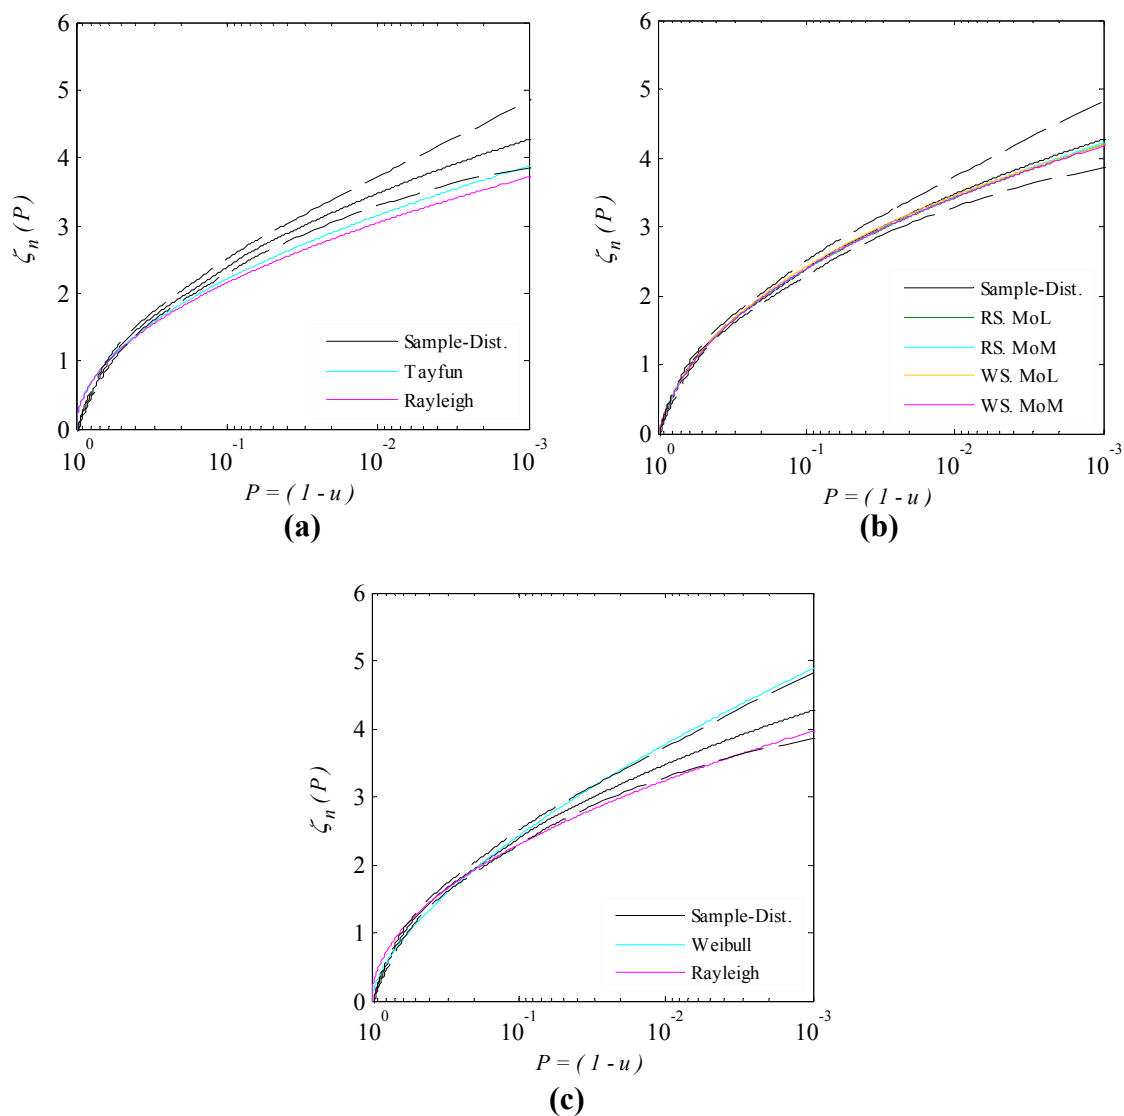 6
5
4
3
2
1
0
ζn (P)
Sample-Dist.
Tayfun
Rayleigh
10^0 10^-1 10^-2 10^-3
P = ( 1 - u )
(a)
6
5
4
3
2
1
0
ζn (P)
Sample-Dist.
RS. MoL
RS. MoM
WS. MoL
WS. MoM
10^0 10^-1 10^-2 10^-3
P = ( 1 - u )
(b)
6
5
4
3
2
1
0
ζn (P)
Sample-Dist.
Weibull
Rayleigh
10^0 10^-1 10^-2 10^-3
P = ( 1 - u )
(c)